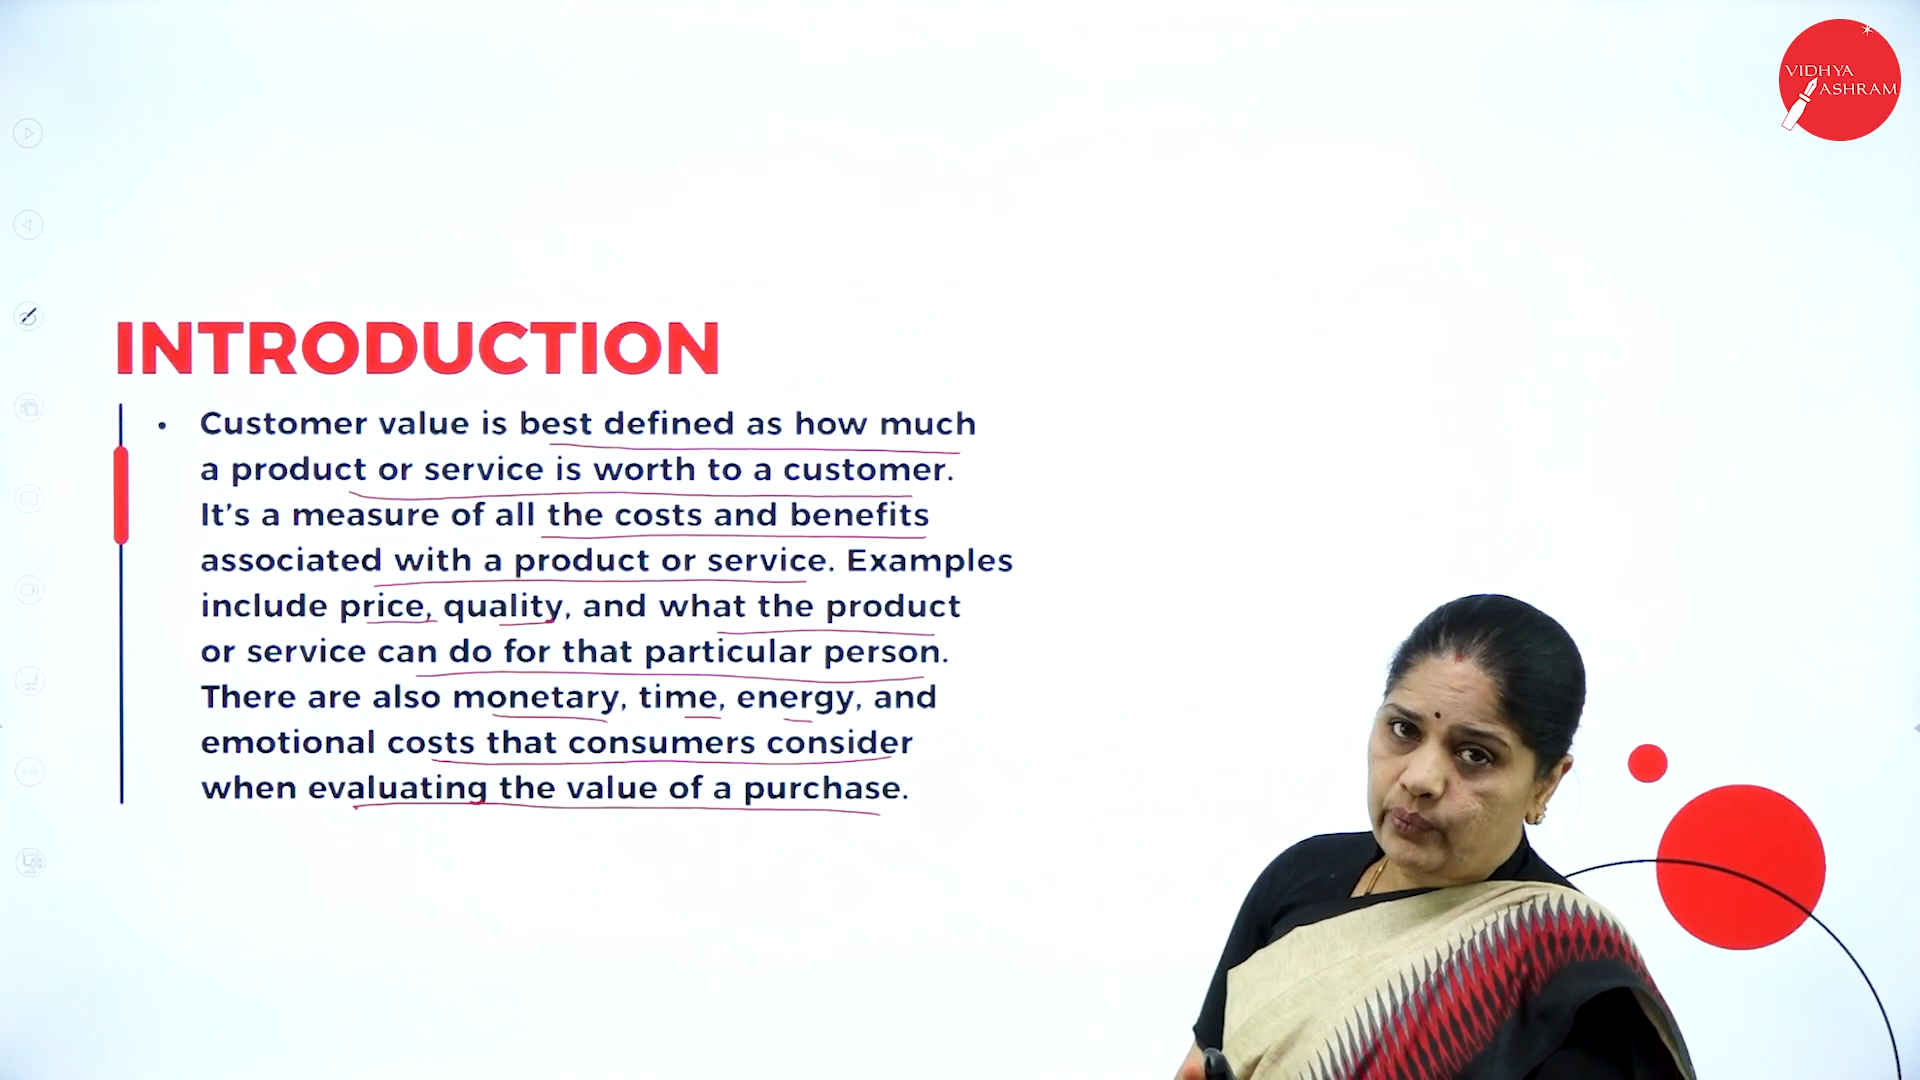 VIDHYA
ASHRAM
INTRODUCTION
• Customer value is best defined as how much
a product or service is worth to a customer.
It's a measure of all the costs and benefits
associated with a product or service. Examples
include price, quality, and what the product
or service can do for that particular person.
There are also monetary, time, energy, and
emotional costs that consumers consider
when evaluating the value of a purchase.